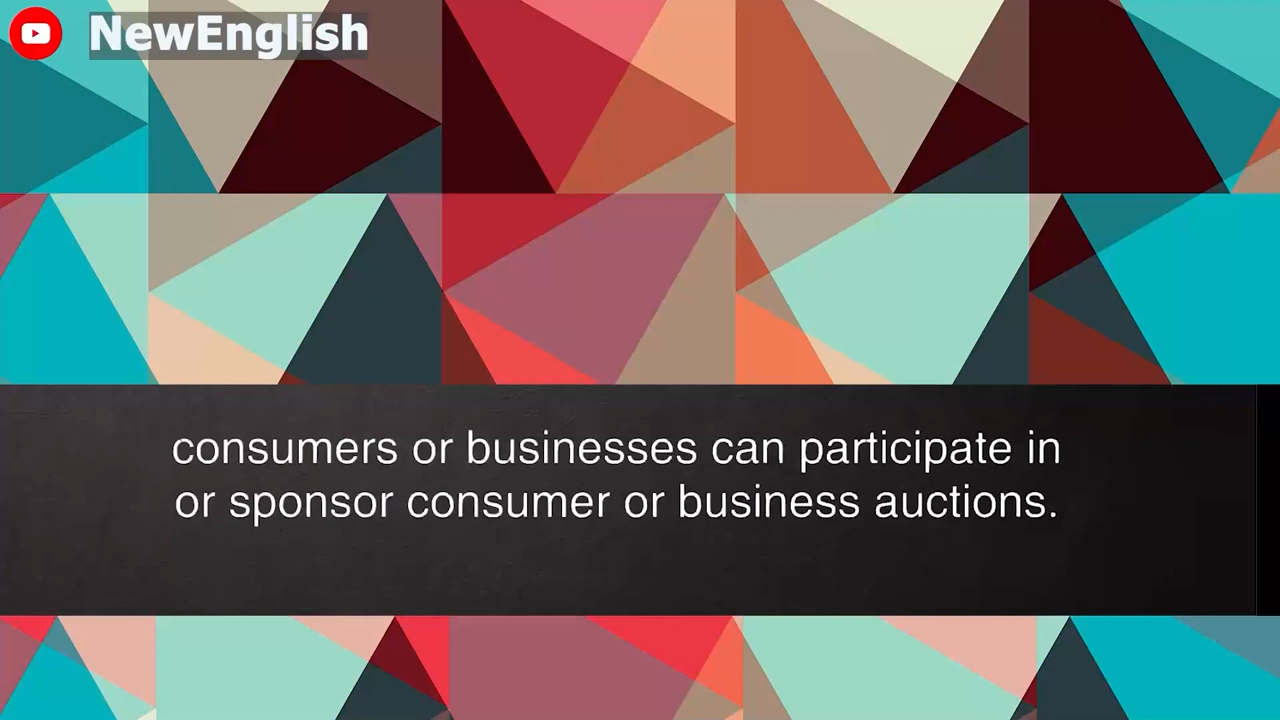 NewEnglish
consumers or businesses can participate in
or sponsor consumer or business auctions.